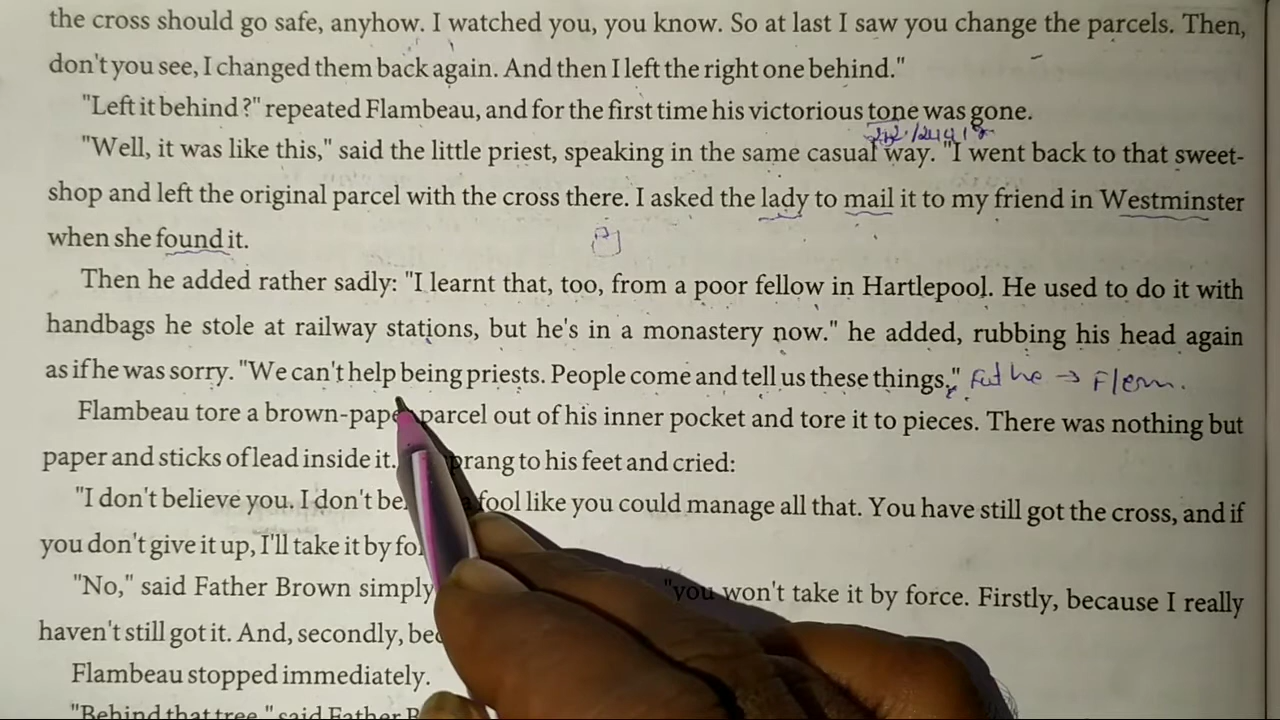 the cross should go safe, anyhow. I watched you, you know. So at last I saw you change the parcels. Then,
don't you see, I changed them back again. And then I left the right one behind."
"Left it behind ?" repeated Flambeau, and for the first time his victorious tone was gone.
"Well, it was like this," said the little priest, speaking in the same casual way. "I went back to that sweet-
shop and left the original parcel with the cross there. I asked the lady to mail it to my friend in Westminster
when she found it.
Then he added rather sadly: "I learnt that, too, from a poor fellow in Hartlepool. He used to do it with
handbags he stole at railway stations, but he's in a monastery now." he added, rubbing his head again
as if he was sorry. "We can't help being priests. People come and tell us these things." Fathe → Flem.
Flambeau tore a brown-pape parcel out of his inner pocket and tore it to pieces. There was nothing but
paper and sticks of lead inside it. prang to his feet and cried:
"I don't believe you. I don't be fool like you could manage all that. You have still got the cross, and if
you don't give it up, I'll take it by fo
"No," said Father Brown simply "you won't take it by force. Firstly, because I really
haven't still got it. And, secondly, bec
Flambeau stopped immediately.
"Behind that tree," said Father B